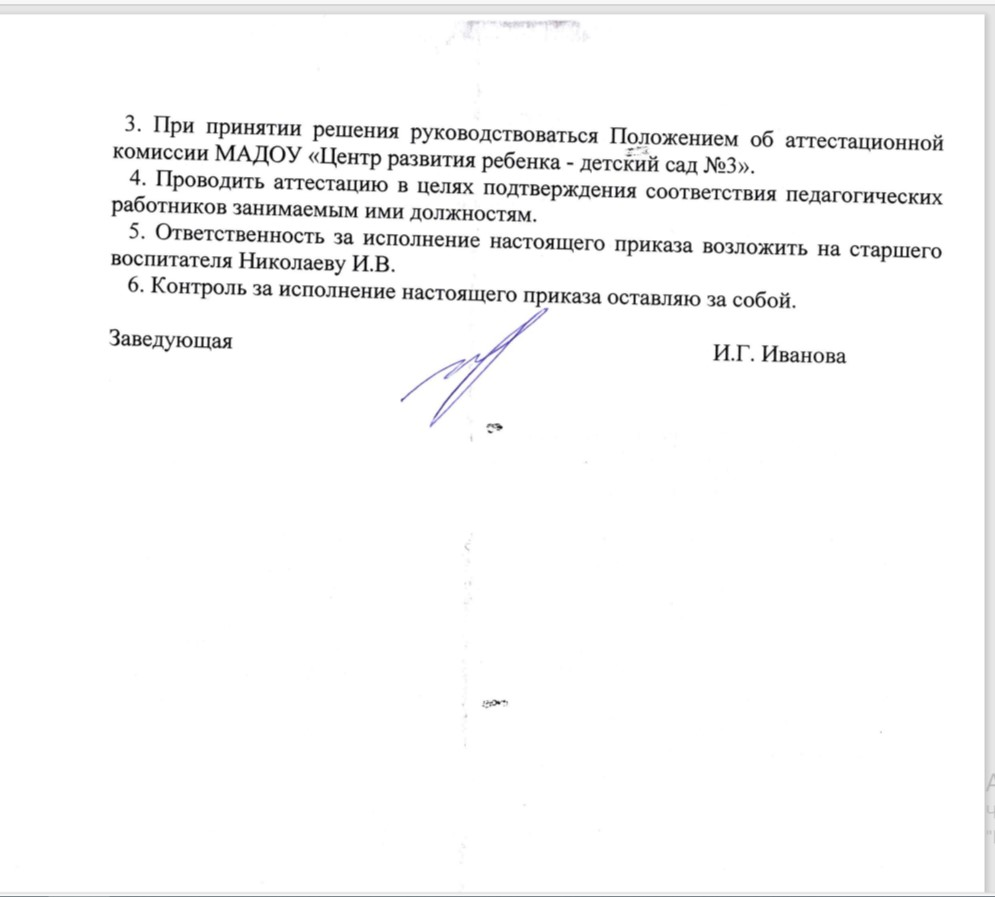 3. При принятии решения руководствоваться Положением об аттестационной
комиссии МАДОУ «Центр развития ребенка - детский сад №3».
4. Проводить аттестацию в целях подтверждения соответствия педагогических
работников занимаемым ими должностям.
5. Ответственность за исполнение настоящего приказа возложить на старшего
воспитателя Николаеву И.В.
6. Контроль за исполнение настоящего приказа оставляю за собой.
Заведующая
И.Г. Иванова